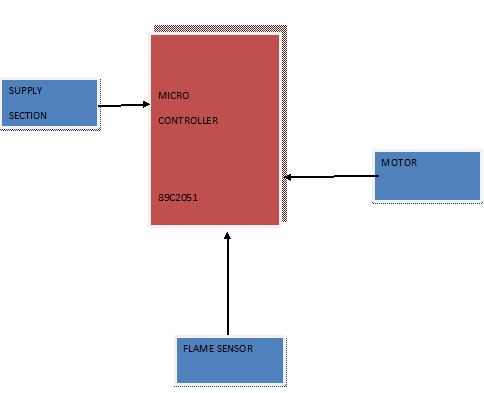 SUPPLY
SECTION
MICRO
CONTROLLER
89C2051
MOTOR
FLAME SENSOR